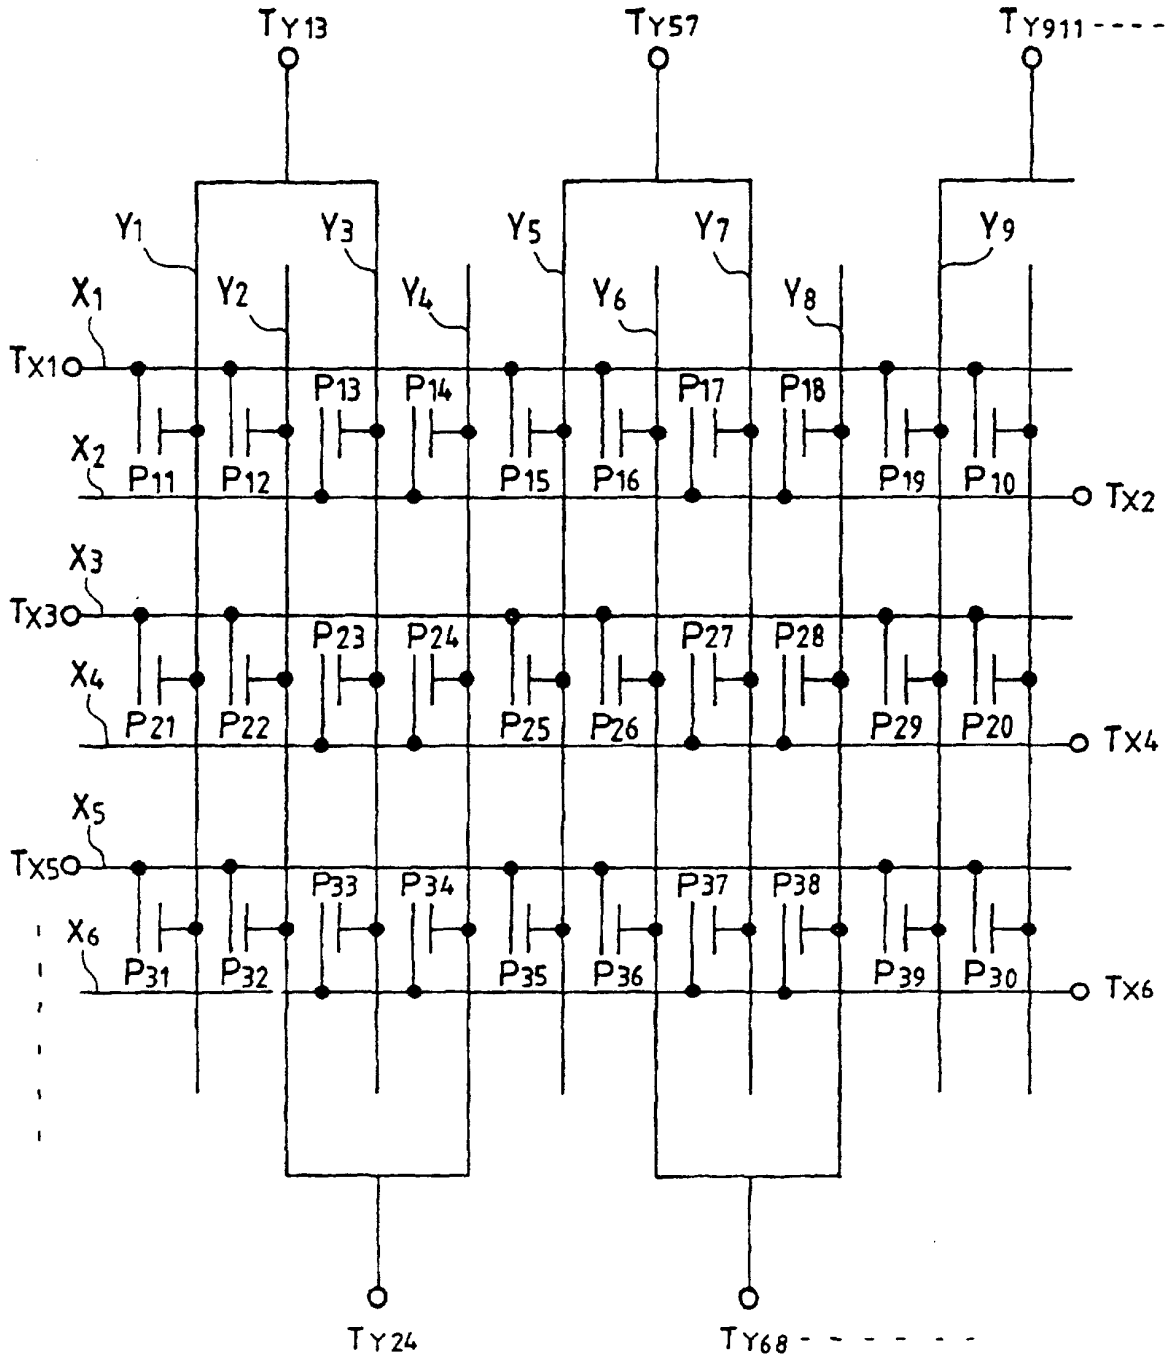 TY13 TY57 TY911 ----
Y1 Y3 Y5 Y7 Y9
X1 Y2 Y4 Y6 Y8
TX1
P13 P14 P17 P18
X2 P11 P12 P15 P16 P19 P10
TX2
X3
TX3
P23 P24 P27 P28
X4
P21 P22 P25 P26 P29 P20
TX4
X5
TX5
P33 P34 P37 P38
X6
P31 P32 P35 P36 P39 P30
TX6
TY24 TY68 - - - - - -